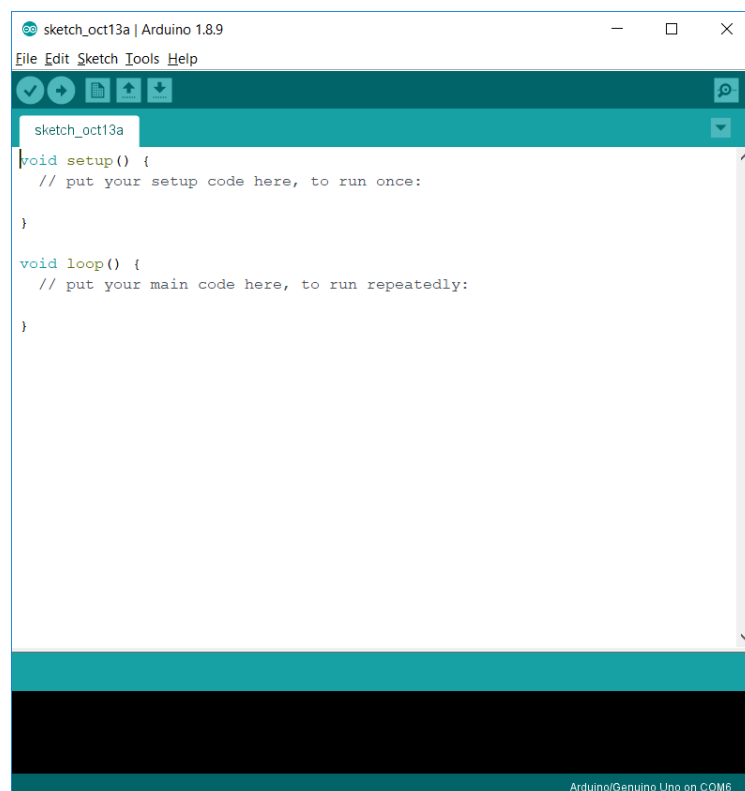 sketch_oct13a | Arduino 1.8.9
File Edit Sketch Tools Help
sketch_oct13a
void setup() {
  // put your setup code here, to run once:
}
void loop() {
  // put your main code here, to run repeatedly:
}
Arduino/Genuino Uno on COM6